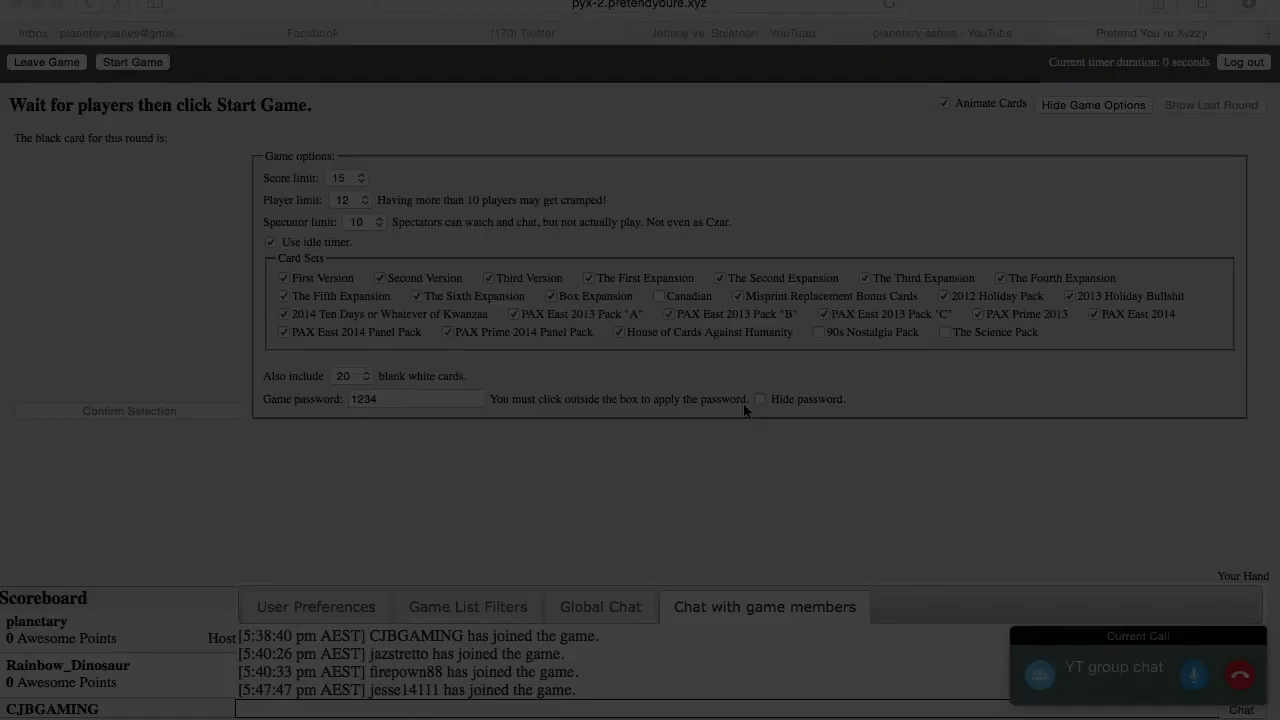 pyx-2.pretendyoure.xyz
Inbox - planetaryashes@gmai... Facebook (170) Twitter Johnny vs. Splatoon - YouTube planetary ashes - YouTube Pretend You're Xyzzy
Leave Game Start Game Current timer duration: 0 seconds Log out
Wait for players then click Start Game. Animate Cards Hide Game Options Show Last Round
The black card for this round is:
Game options:
Score limit: 15
Player limit: 12 Having more than 10 players may get cramped!
Spectator limit: 10 Spectators can watch and chat, but not actually play. Not even as Czar.
Use idle timer.
Card Sets
First Version Second Version Third Version The First Expansion The Second Expansion The Third Expansion The Fourth Expansion
The Fifth Expansion The Sixth Expansion Box Expansion Canadian Misprint Replacement Bonus Cards 2012 Holiday Pack 2013 Holiday Bullshit
2014 Ten Days or Whatever of Kwanzaa PAX East 2013 Pack "A" PAX East 2013 Pack "B" PAX East 2013 Pack "C" PAX Prime 2013 PAX East 2014
PAX East 2014 Panel Pack PAX Prime 2014 Panel Pack House of Cards Against Humanity 90s Nostalgia Pack The Science Pack
Also include 20 blank white cards.
Game password: 1234 You must click outside the box to apply the password. Hide password.
Confirm Selection
Your Hand
Scoreboard
planetary
0 Awesome Points Host
Rainbow_Dinosaur
0 Awesome Points
CJBGAMING
User Preferences Game List Filters Global Chat Chat with game members
[5:38:40 pm AEST] CJBGAMING has joined the game.
[5:40:26 pm AEST] jazstretto has joined the game.
[5:40:33 pm AEST] firepown88 has joined the game.
[5:47:47 pm AEST] jesse14111 has joined the game.
Current Call
YT group chat
Chat